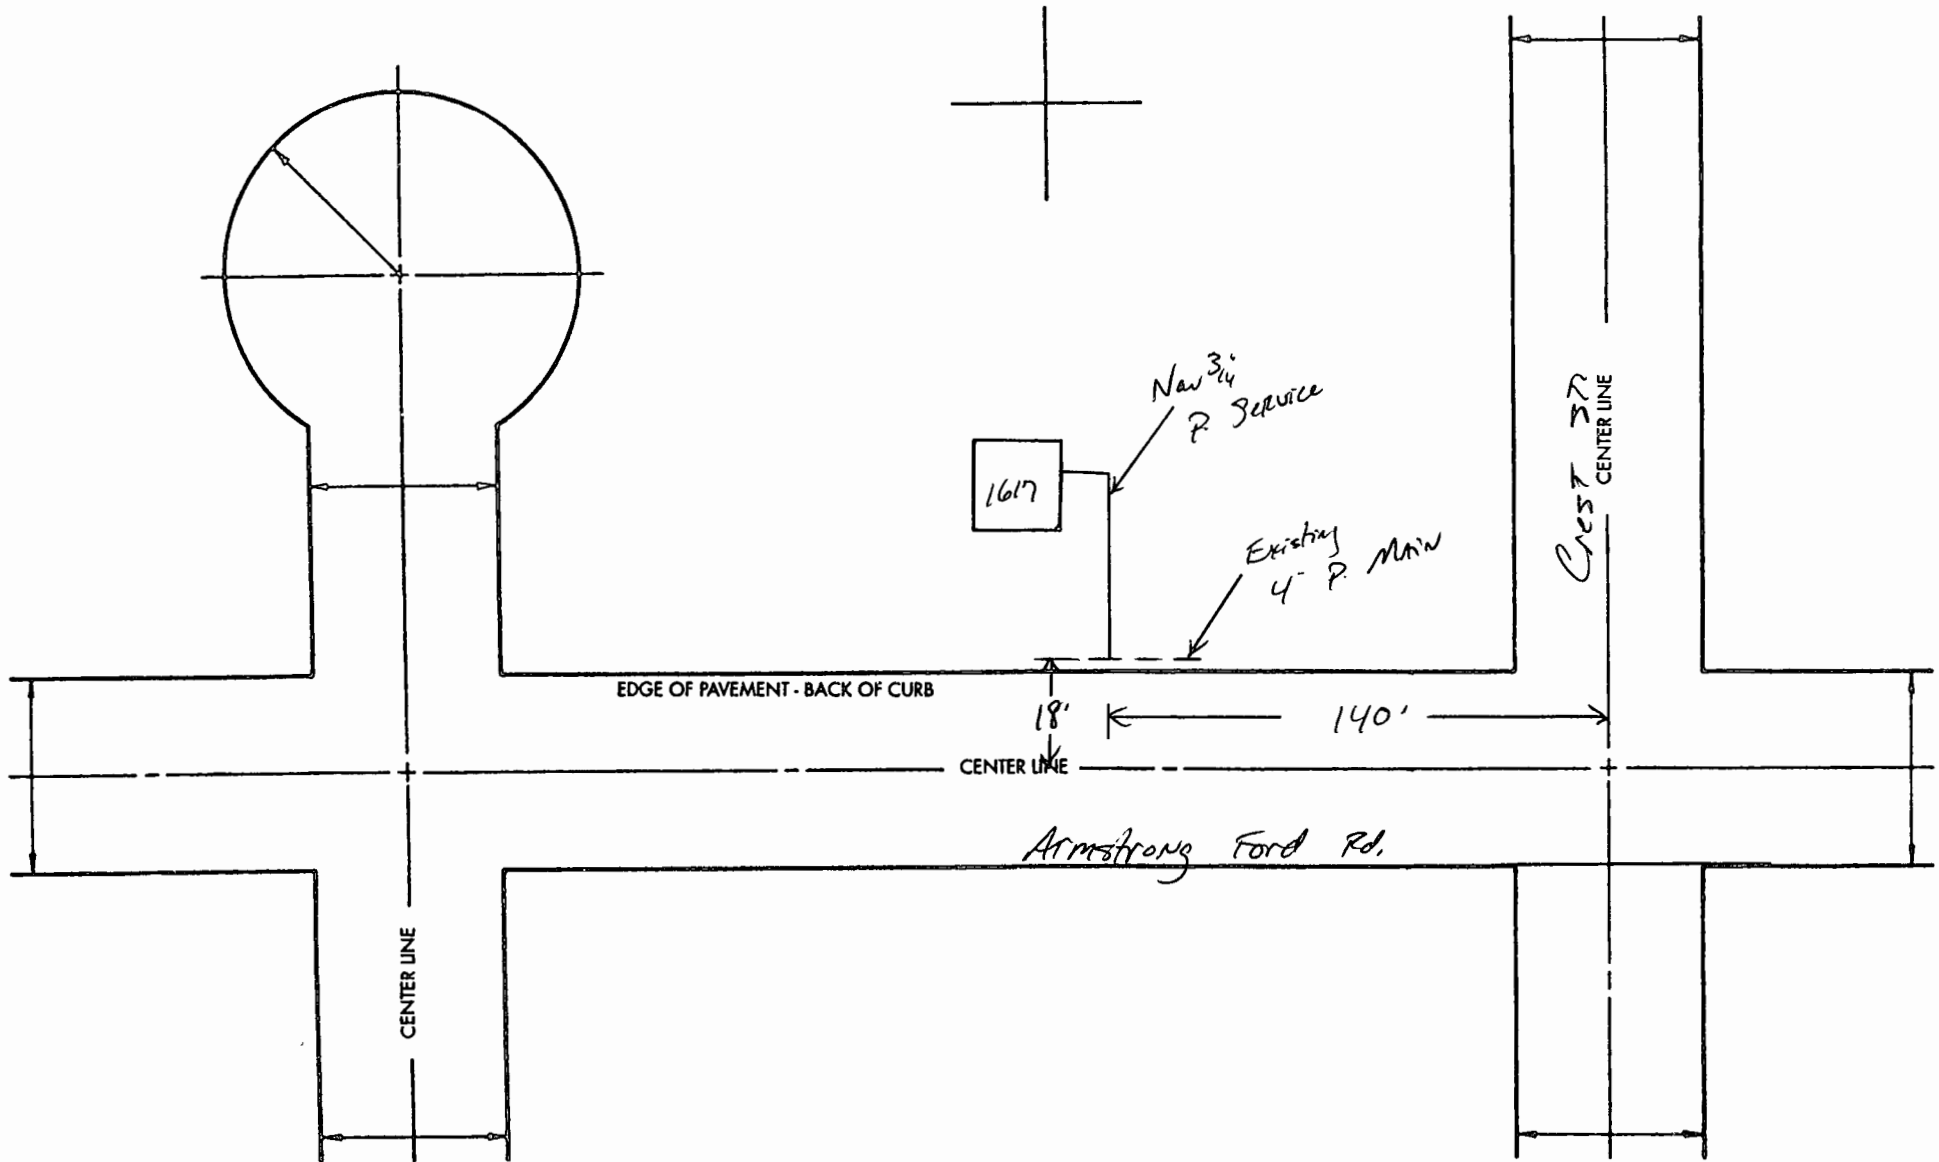 New 3/4"
P. Service
1617
Existing
4" P. Main
Crest St
CENTER LINE
EDGE OF PAVEMENT - BACK OF CURB
18'
140'
CENTER LINE
Armstrong Ford Rd.
CENTER LINE